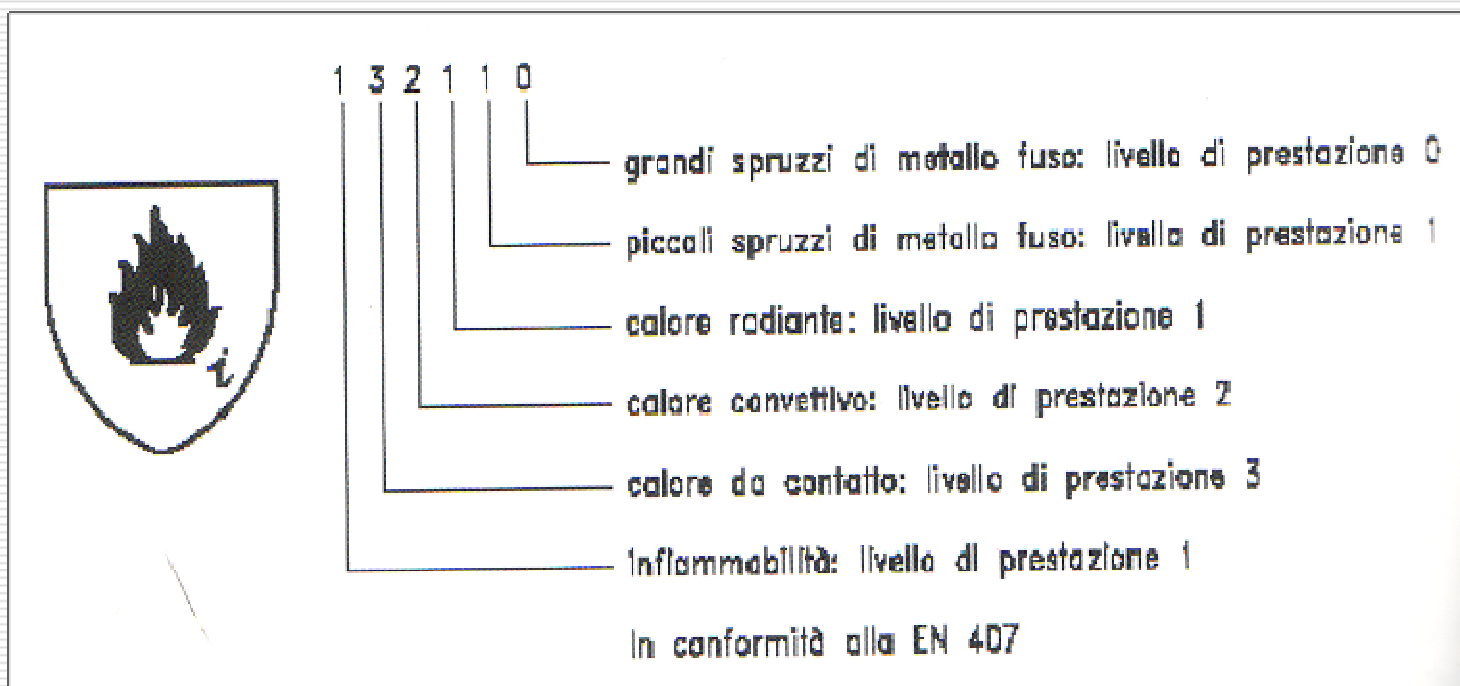 1 3 2 1 1 0
grandi spruzzi di metallo fuso: livello di prestazione 0
piccoli spruzzi di metallo fuso: livello di prestazione 1
calore radiante: livello di prestazione 1
calore convettivo: livello di prestazione 2
calore da contatto: livello di prestazione 3
i
Infiammabilità: livello di prestazione 1
In conformità alla EN 407